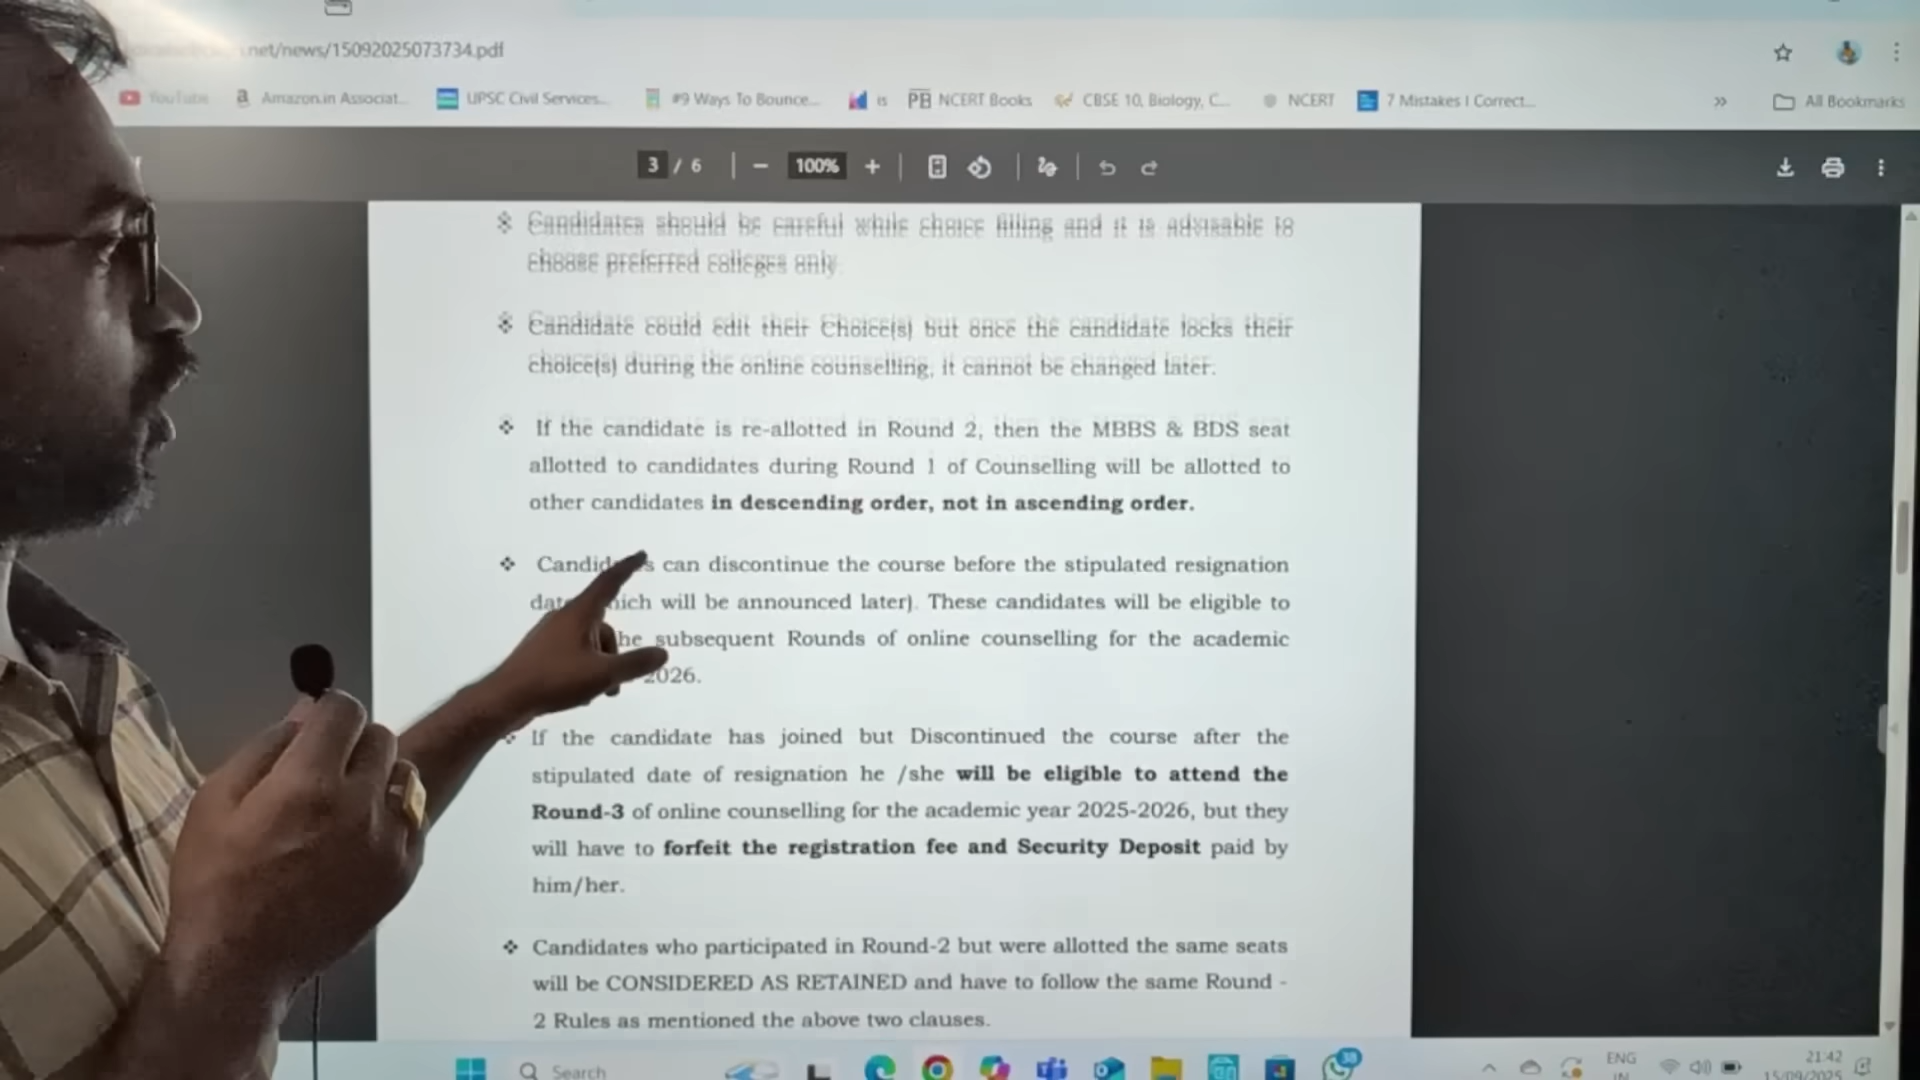 .net/news/15092025073734.pdf
YouTube
Amazon.in Associat...
UPSC Civil Services...
#9 Ways To Bounce...
is
PB NCERT Books
CBSE 10, Biology, C...
NCERT
7 Mistakes I Correct...
»
All Bookmarks
3 / 6
100%
❖ Candidates should be careful while choice filling and it is advisable to
choose preferred colleges only.
❖ Candidate could edit their Choice(s) but once the candidate locks their
choice(s) during the online counselling, it cannot be changed later.
❖ If the candidate is re-allotted in Round 2, then the MBBS & BDS seat
allotted to candidates during Round 1 of Counselling will be allotted to
other candidates in descending order, not in ascending order.
❖ can discontinue the course before the stipulated resignation
will be announced later). These candidates will be eligible to
subsequent Rounds of online counselling for the academic
2026.
❖ If the candidate has joined but Discontinued the course after the
stipulated date of resignation he /she will be eligible to attend the
Round-3 of online counselling for the academic year 2025-2026, but they
will have to forfeit the registration fee and Security Deposit paid by
him/her.
❖ Candidates who participated in Round-2 but were allotted the same seats
will be CONSIDERED AS RETAINED and have to follow the same Round -
2 Rules as mentioned the above two clauses.
Search
38
ENG
IN
21:42
15/09/2025